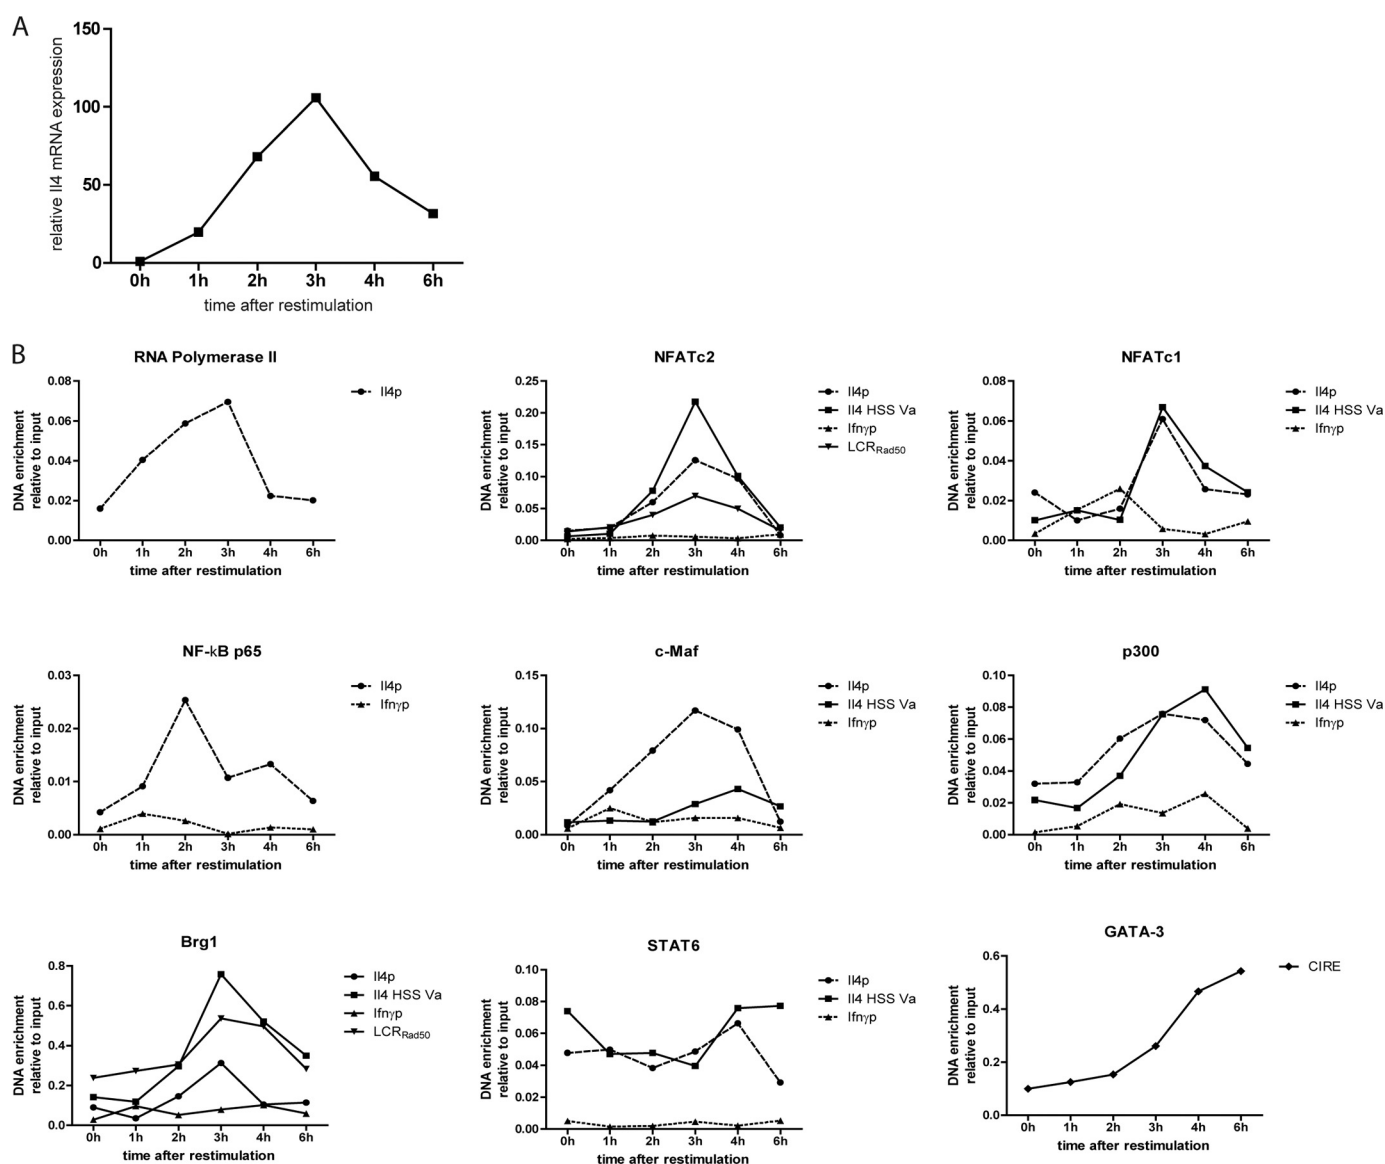 A
relative Il4 mRNA expression
150
100
50
0
0h 1h 2h 3h 4h 6h
time after restimulation
B
RNA Polymerase II
DNA enrichment
relative to input
0.08
0.06
0.04
0.02
0.00
0h 1h 2h 3h 4h 6h
time after restimulation
Il4p
NFATc2
DNA enrichment
relative to input
0.25
0.20
0.15
0.10
0.05
0.00
0h 1h 2h 3h 4h 6h
time after restimulation
Il4p
Il4 HSS Va
Ifnγp
LCRRad50
NFATc1
DNA enrichment
relative to input
0.08
0.06
0.04
0.02
0.00
0h 1h 2h 3h 4h 6h
time after restimulation
Il4p
Il4 HSS Va
Ifnγp
NF-kB p65
DNA enrichment
relative to input
0.03
0.02
0.01
0.00
0h 1h 2h 3h 4h 6h
time after restimulation
Il4p
Ifnγp
c-Maf
DNA enrichment
relative to input
0.15
0.10
0.05
0.00
0h 1h 2h 3h 4h 6h
time after restimulation
Il4p
Il4 HSS Va
Ifnγp
p300
DNA enrichment
relative to input
0.10
0.08
0.06
0.04
0.02
0.00
0h 1h 2h 3h 4h 6h
time after restimulation
Il4p
Il4 HSS Va
Ifnγp
Brg1
DNA enrichment
relative to input
0.8
0.6
0.4
0.2
0.0
0h 1h 2h 3h 4h 6h
time after restimulation
Il4p
Il4 HSS Va
Ifnγp
LCRRad50
STAT6
DNA enrichment
relative to input
0.10
0.08
0.06
0.04
0.02
0.00
0h 1h 2h 3h 4h 6h
time after restimulation
Il4p
Il4 HSS Va
Ifnγp
GATA-3
DNA enrichment
relative to input
0.6
0.4
0.2
0.0
0h 1h 2h 3h 4h 6h
time after restimulation
CIRE